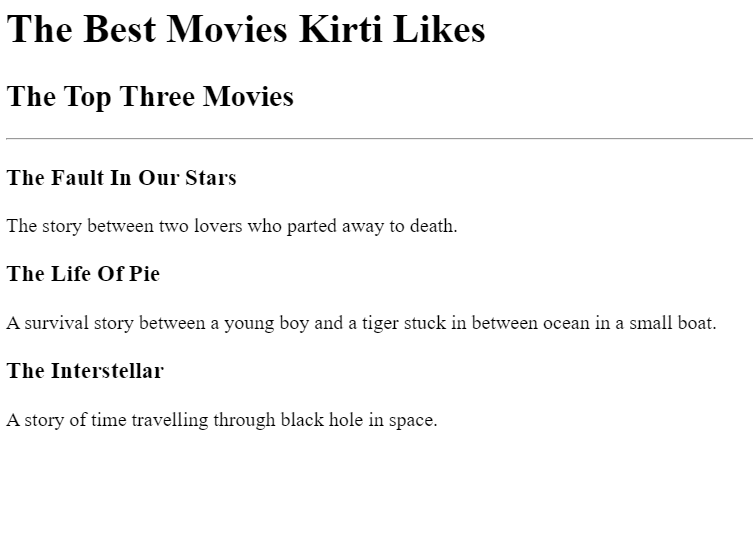 The Best Movies Kirti Likes
The Top Three Movies
The Fault In Our Stars
The story between two lovers who parted away to death.
The Life Of Pie
A survival story between a young boy and a tiger stuck in between ocean in a small boat.
The Interstellar
A story of time travelling through black hole in space.